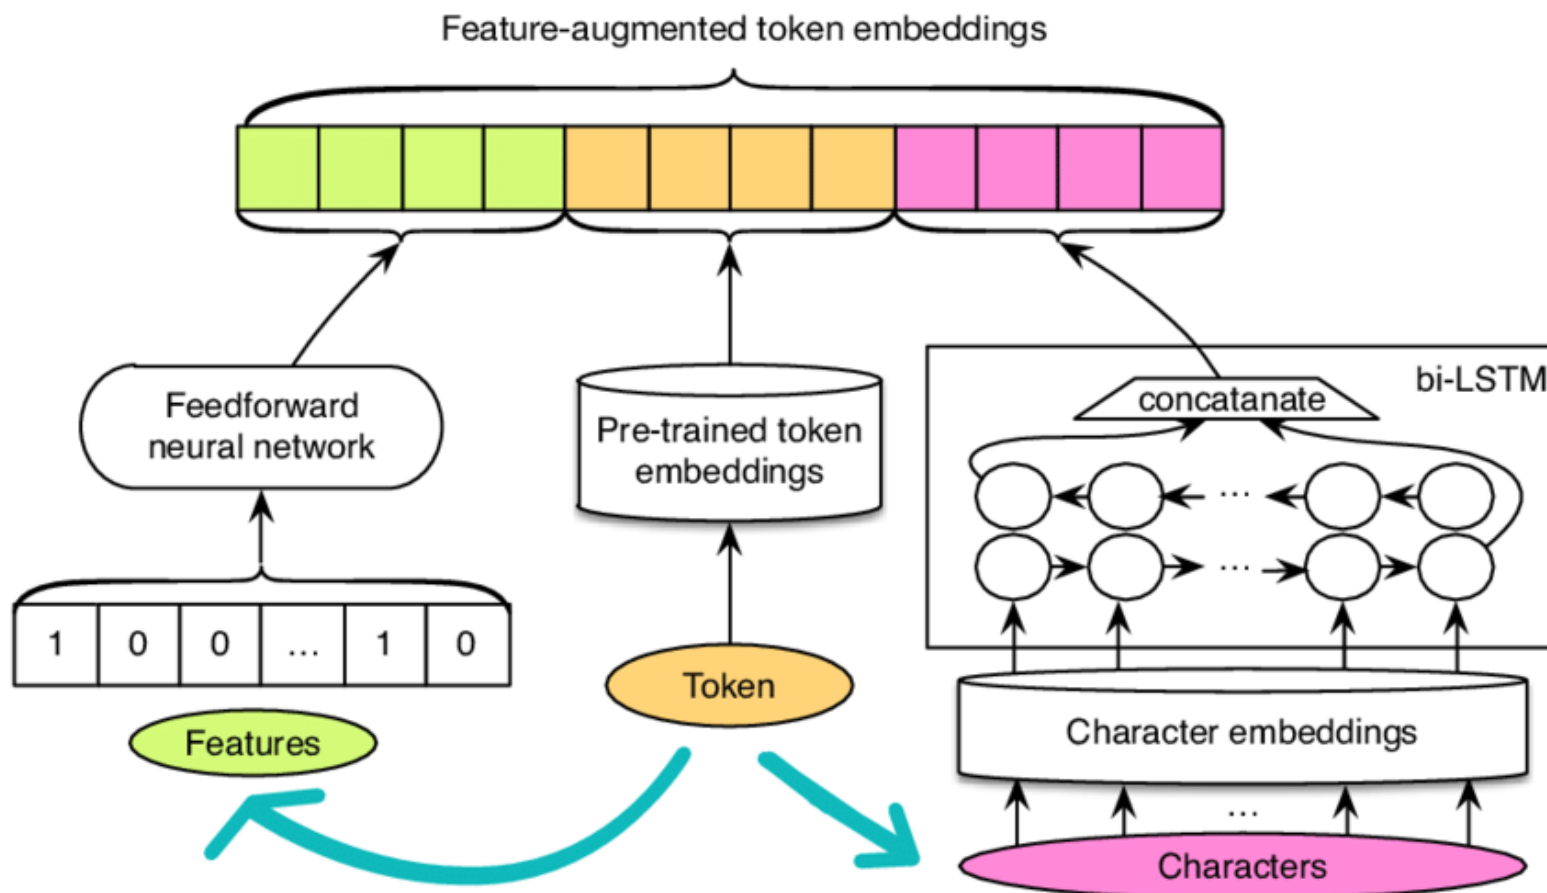 Feature-augmented token embeddings
Feedforward
neural network
Pre-trained token
embeddings
bi-LSTM
concatanate
...
...
1 0 0 ... 1 0
Features
Token
Character embeddings
...
Characters